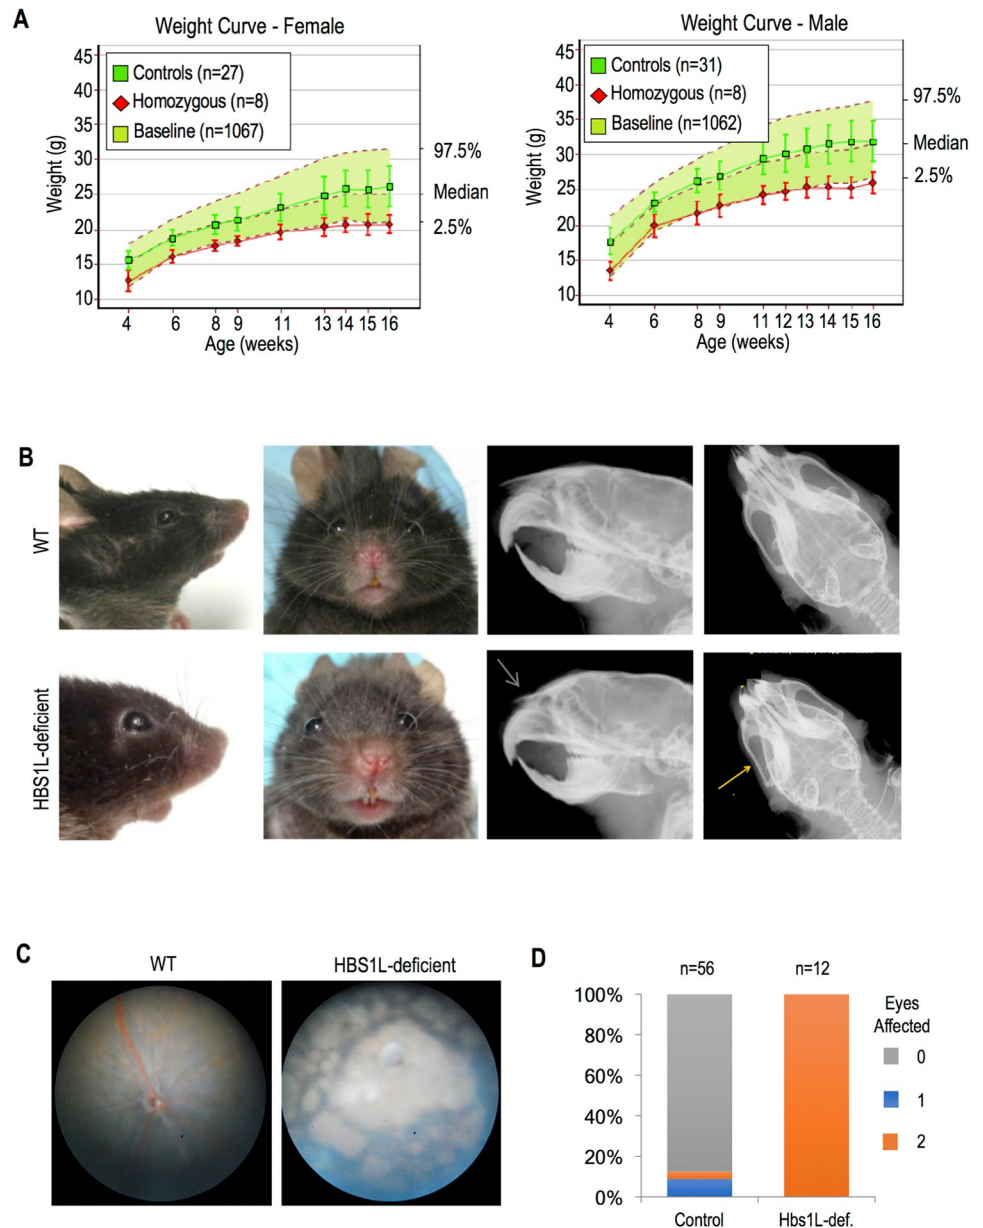 A
Weight Curve - Female
Controls (n=27)
Homozygous (n=8)
Baseline (n=1067)
Weight (g)
45
40
35
30
25
20
15
10
97.5%
Median
2.5%
4 6 8 9 11 13 14 15 16
Age (weeks)
Weight Curve - Male
Controls (n=31)
Homozygous (n=8)
Baseline (n=1062)
Weight (g)
45
40
35
30
25
20
15
10
97.5%
Median
2.5%
4 6 8 9 11 12 13 14 15 16
Age (weeks)
B
WT
HBS1L-deficient
C
WT
HBS1L-deficient
D
n=56
n=12
100%
80%
60%
40%
20%
0%
Control
Hbs1L-def.
Eyes
Affected
0
1
2